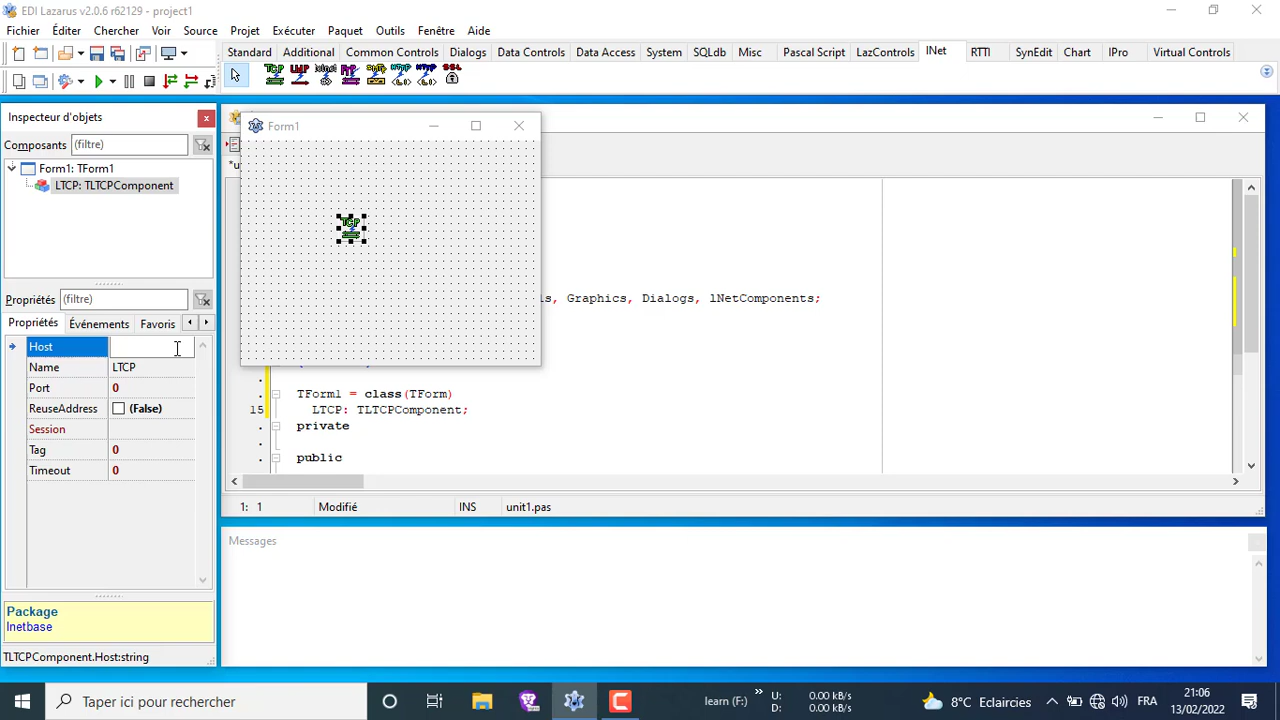 EDI Lazarus v2.0.6 r62129 - project1
Fichier Éditer Chercher Voir Source Projet Exécuter Paquet Outils Fenêtre Aide
Standard Additional Common Controls Dialogs Data Controls Data Access System SQLdb Misc Pascal Script LazControls lNet RTTI SynEdit Chart IPro Virtual Controls
Inspecteur d'objets
Composants (filtre)
Form1: TForm1
LTCP: TLTCPComponent
Propriétés (filtre)
Propriétés Événements Favoris
Host
Name LTCP
Port 0
ReuseAddress (False)
Session
Tag 0
Timeout 0
Package
lnetbase
TLTCPComponent.Host:string
Form1
TCP
s, Graphics, Dialogs, lNetComponents;
TForm1 = class(TForm)
15 LTCP: TLTCPComponent;
private
public
1: 1 Modifié INS unit1.pas
Messages
Taper ici pour rechercher
learn (F:)
U: 0.00 kB/s
D: 0.00 kB/s
8°C Eclaircies
FRA
21:06
13/02/2022